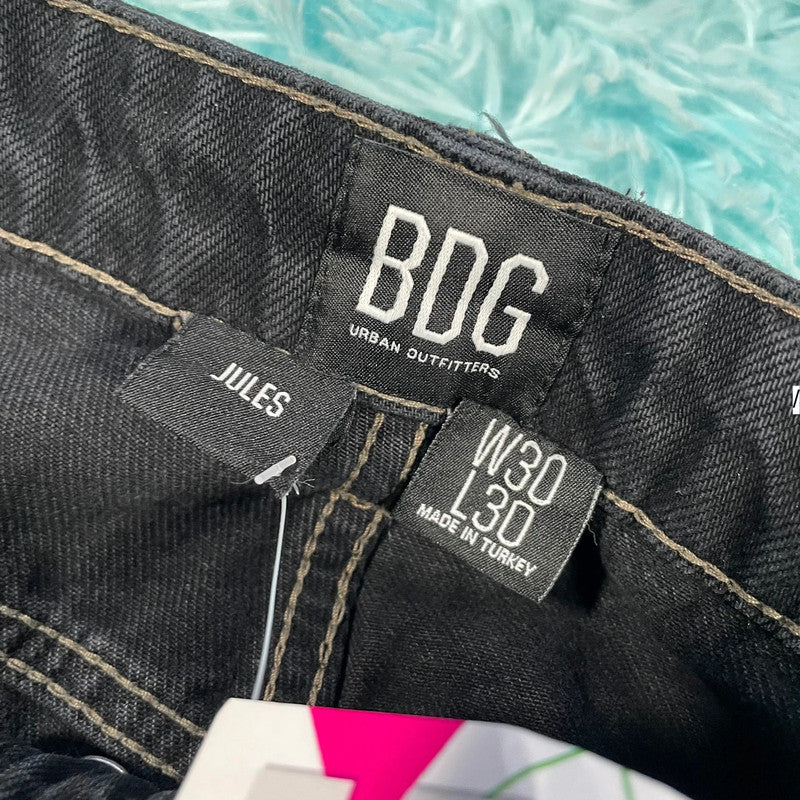 BDG
URBAN OUTFITTERS
JULES
W30
L30
MADE IN TURKEY